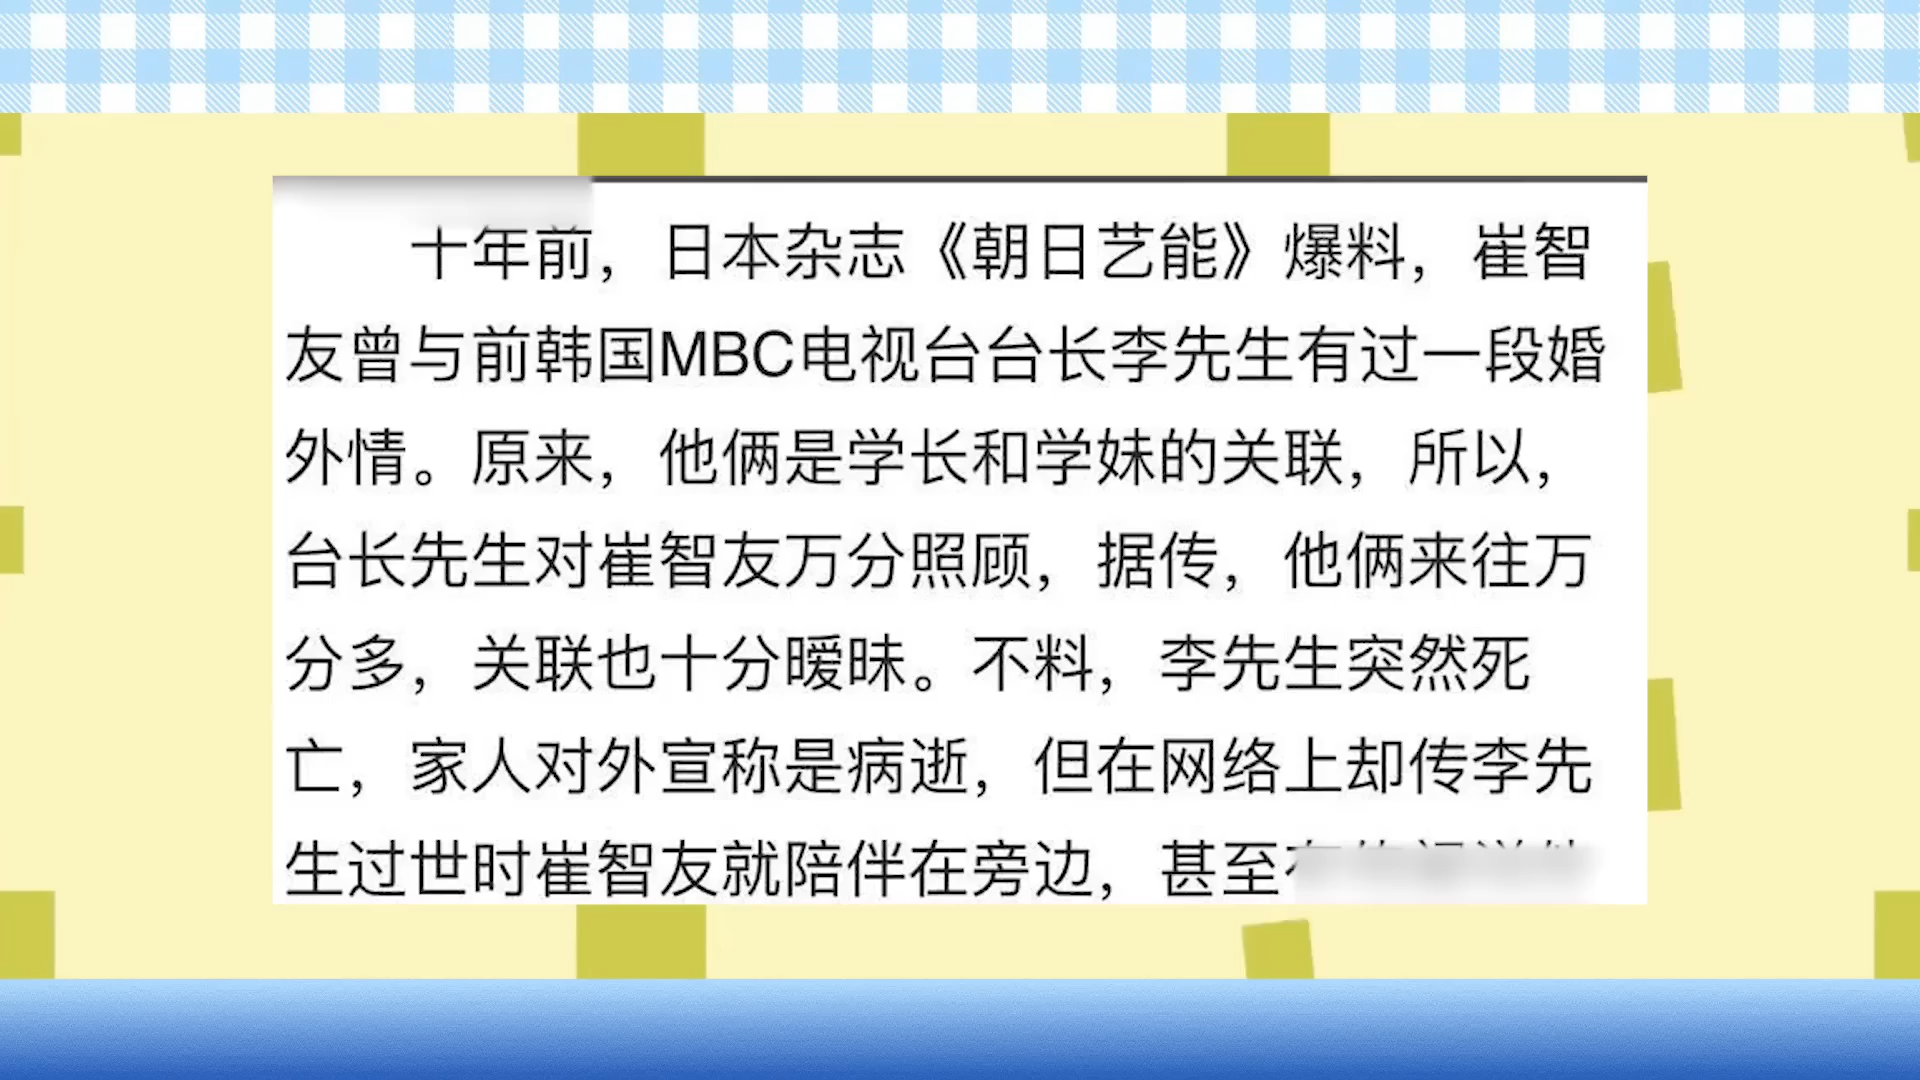 十年前，日本杂志《朝日艺能》爆料，崔智
友曾与前韩国MBC电视台台长李先生有过一段婚
外情。原来，他俩是学长和学妹的关联，所以，
台长先生对崔智友万分照顾，据传，他俩来往万
分多，关联也十分暧昧。不料，李先生突然死
亡，家人对外宣称是病逝，但在网络上却传李先
生过世时崔智友就陪伴在旁边，甚至